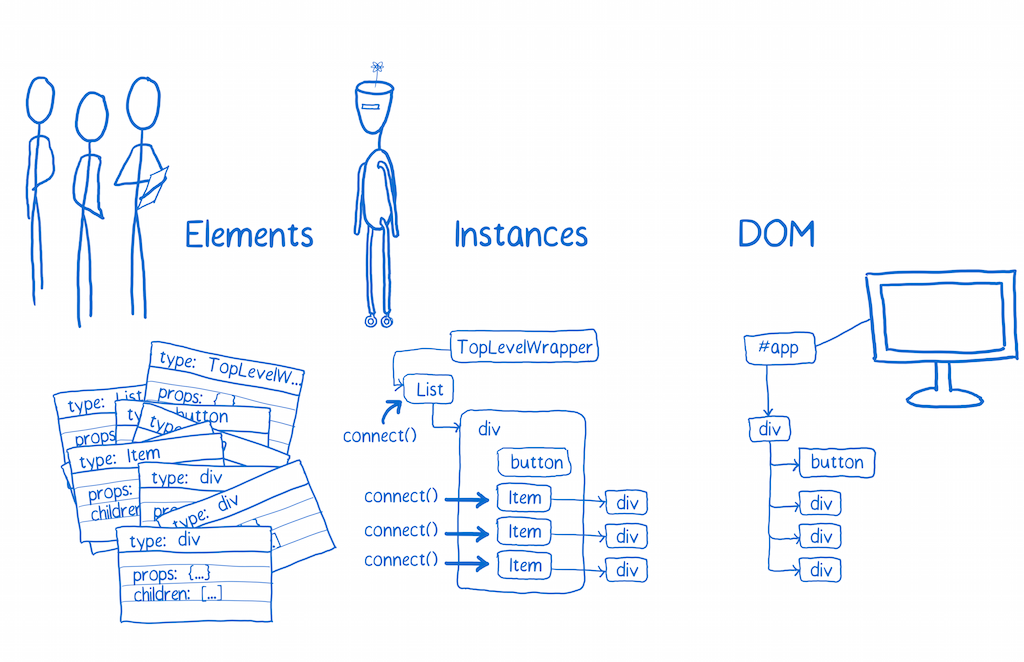 Elements
Instances
DOM
type: TopLevelW...
props: { }
type: List
props
ty
button
type
type: Item
props:
children
type: div
pr
type: div
type: div
props: {...}
children: [...]
TopLevelWrapper
List
connect()
div
button
connect()
Item
div
connect()
Item
div
connect()
Item
div
#app
div
button
div
div
div